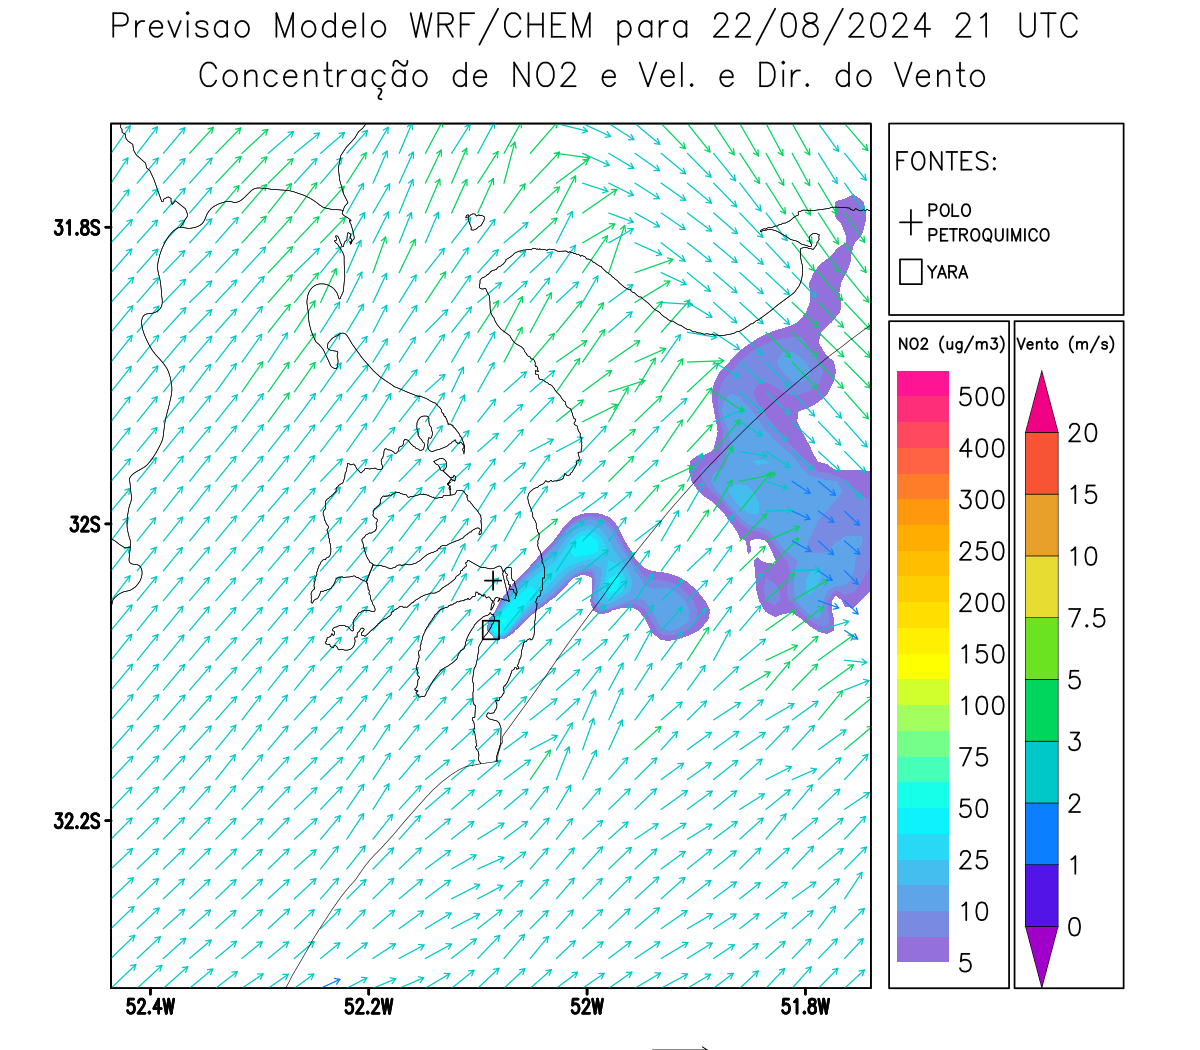 Previsao Modelo WRF/CHEM para 22/08/2024 21 UTC
Concentração de NO2 e Vel. e Dir. do Vento
FONTES:
POLO
PETROQUIMICO
YARA
31.8S
32S
32.2S
52.4W
52.2W
52W
51.8W
NO2 (ug/m3)
500
400
300
250
200
150
100
75
50
25
10
5
Vento (m/s)
20
15
10
7.5
5
3
2
1
0